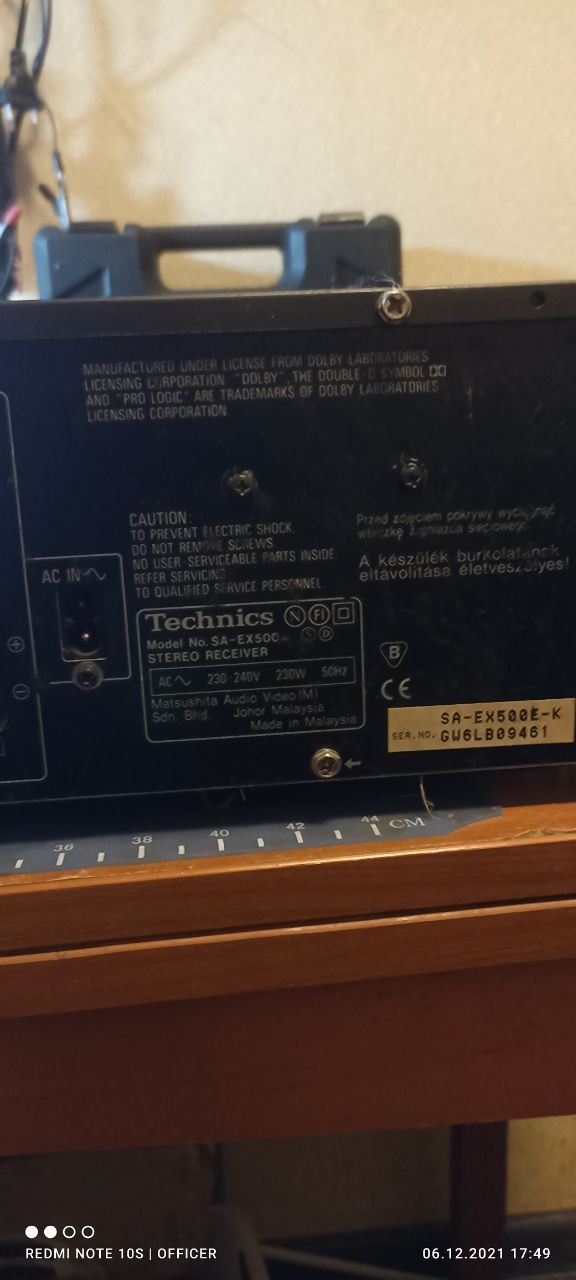 MANUFACTURED UNDER LICENSE FROM DOLBY LABORATORIES
LICENSING CORPORATION. "DOLBY", THE DOUBLE-D SYMBOL
AND "PRO LOGIC" ARE TRADEMARKS OF DOLBY LABORATORIES
LICENSING CORPORATION.
CAUTION:
TO PREVENT ELECTRIC SHOCK,
DO NOT REMOVE SCREWS.
NO USER-SERVICEABLE PARTS INSIDE.
REFER SERVICING
TO QUALIFIED SERVICE PERSONNEL.
Przed zdjęciem pokrywy wyciągnąć
wtyczkę z gniazda sieciowego.
A készülék burkolatának
eltávolítása életveszélyes!
AC IN
Technics N FI
Model No. SA-EX500 S D
STEREO RECEIVER
AC 230-240V 230W 50Hz
Matsushita Audio Video (M)
Sdn. Bhd. Johor Malaysia
Made in Malaysia
B
CE
SA-EX500E-K
SER.NO. GW6LB09461
36 38 40 42 44 CM
REDMI NOTE 10S | OFFICER
06.12.2021 17:49